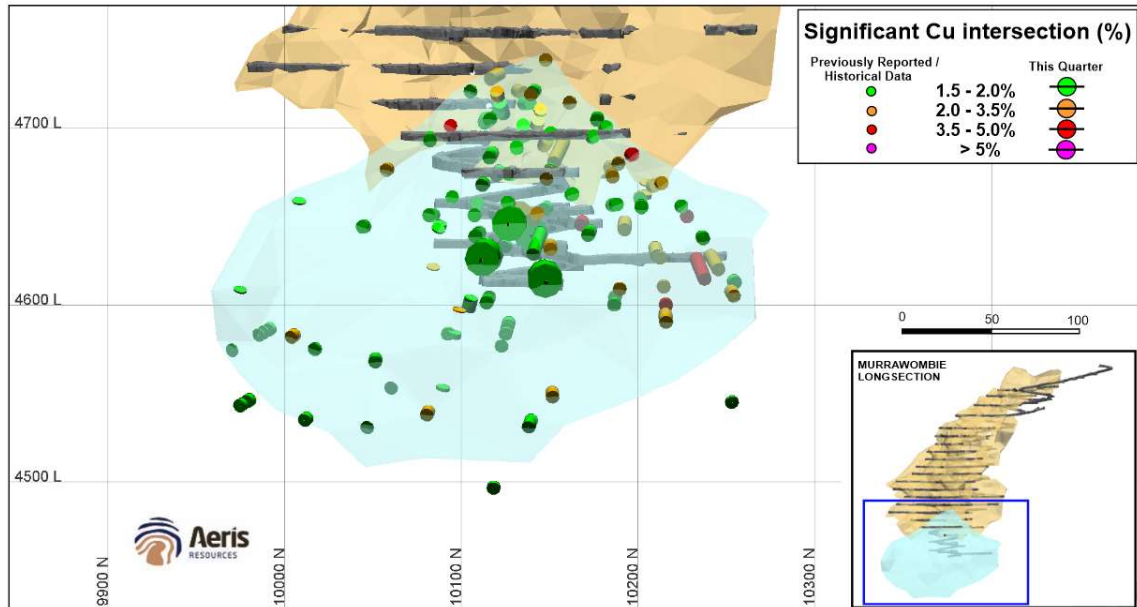 Significant Cu intersection (%)
Previously Reported /
Historical Data
This Quarter
1.5 - 2.0%
2.0 - 3.5%
3.5 - 5.0%
> 5%
4700 L
4600 L
4500 L
0 50 100
MURRAWOMBIE
LONGSECTION
Aeris
RESOURCES
9900 N
10000 N
10100 N
10200 N
10300 N